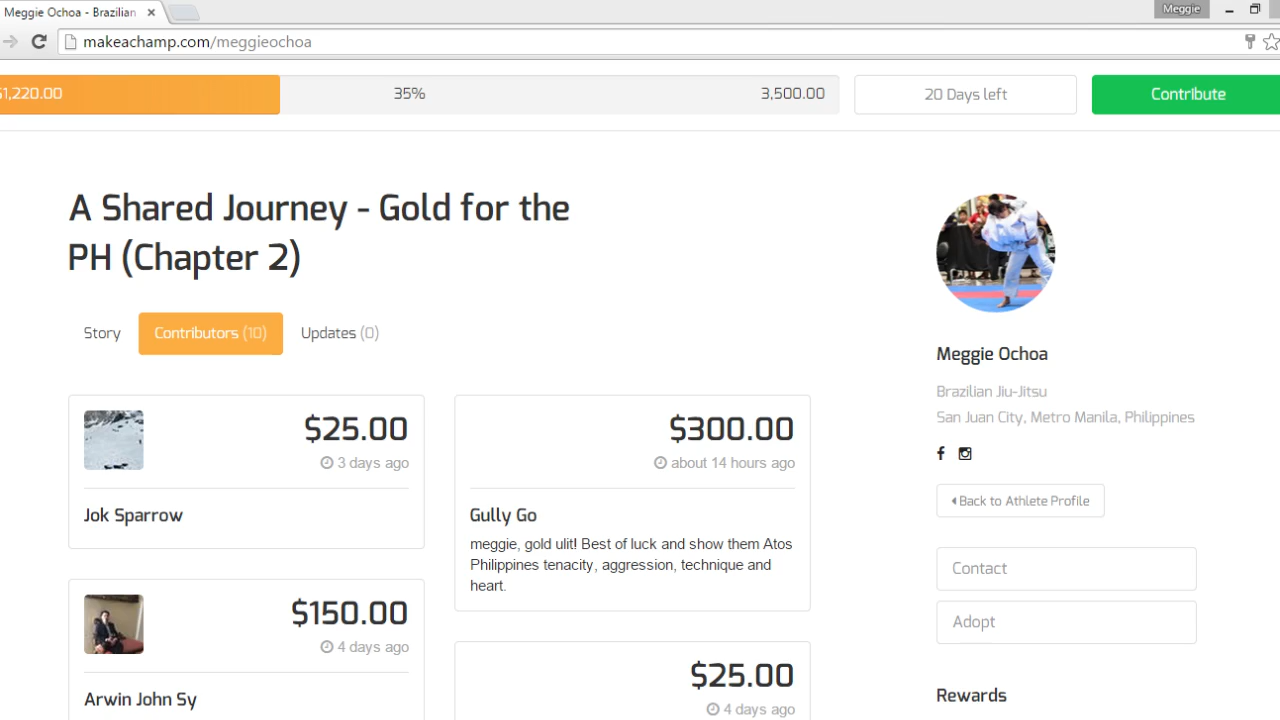 Meggie Ochoa - Brazilian
Meggie
makeachamp.com/meggieochoa
$1,220.00
35%
3,500.00
20 Days left
Contribute
A Shared Journey - Gold for the
PH (Chapter 2)
Story
Contributors (10)
Updates (0)
$25.00
3 days ago
Jok Sparrow
$150.00
4 days ago
Arwin John Sy
$300.00
about 14 hours ago
Gully Go
meggie, gold ulit! Best of luck and show them Atos
Philippines tenacity, aggression, technique and
heart.
$25.00
4 days ago
Meggie Ochoa
Brazilian Jiu-Jitsu
San Juan City, Metro Manila, Philippines
Back to Athlete Profile
Contact
Adopt
Rewards